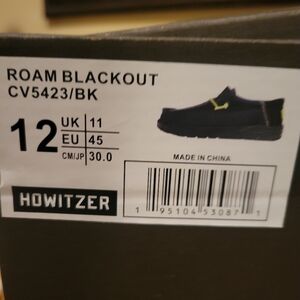 ROAM BLACKOUT
CV5423/BK
12
UK 11
EU 45
CM/JP 30.0
MADE IN CHINA
HOWITZER
1 95104 53087 1